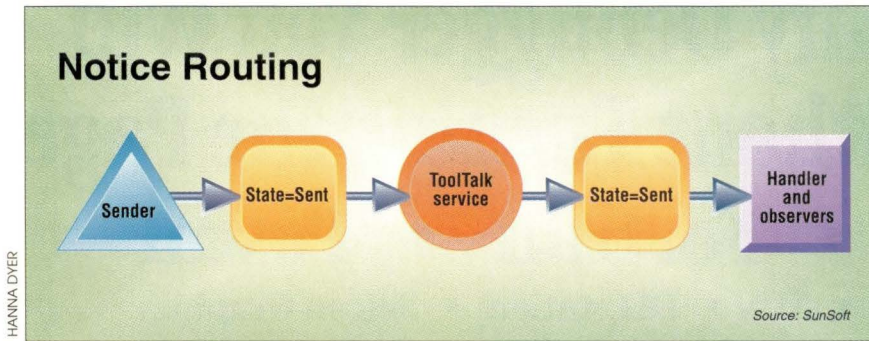 Notice Routing
Sender
State=Sent
ToolTalk
service
State=Sent
Handler
and
observers
Source: SunSoft
HANNA DYER